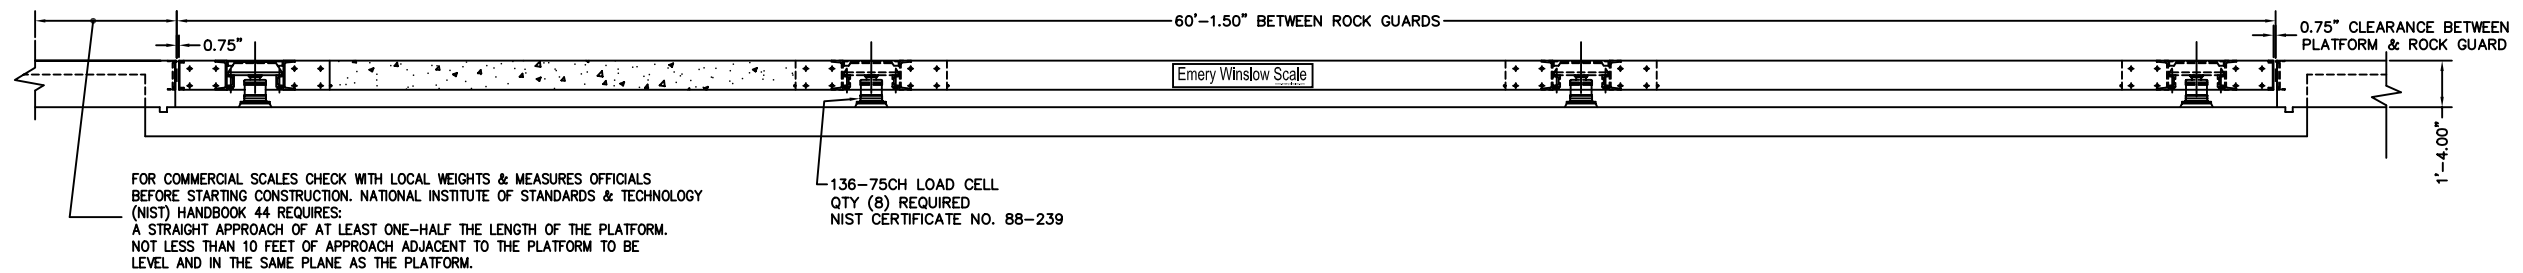 60'-1.50" BETWEEN ROCK GUARDS
0.75"
0.75" CLEARANCE BETWEEN
PLATFORM & ROCK GUARD
Emery Winslow Scale
1'-4.00"
FOR COMMERCIAL SCALES CHECK WITH LOCAL WEIGHTS & MEASURES OFFICIALS
BEFORE STARTING CONSTRUCTION. NATIONAL INSTITUTE OF STANDARDS & TECHNOLOGY
(NIST) HANDBOOK 44 REQUIRES:
A STRAIGHT APPROACH OF AT LEAST ONE-HALF THE LENGTH OF THE PLATFORM.
NOT LESS THAN 10 FEET OF APPROACH ADJACENT TO THE PLATFORM TO BE
LEVEL AND IN THE SAME PLANE AS THE PLATFORM.
136-75CH LOAD CELL
QTY (8) REQUIRED
NIST CERTIFICATE NO. 88-239